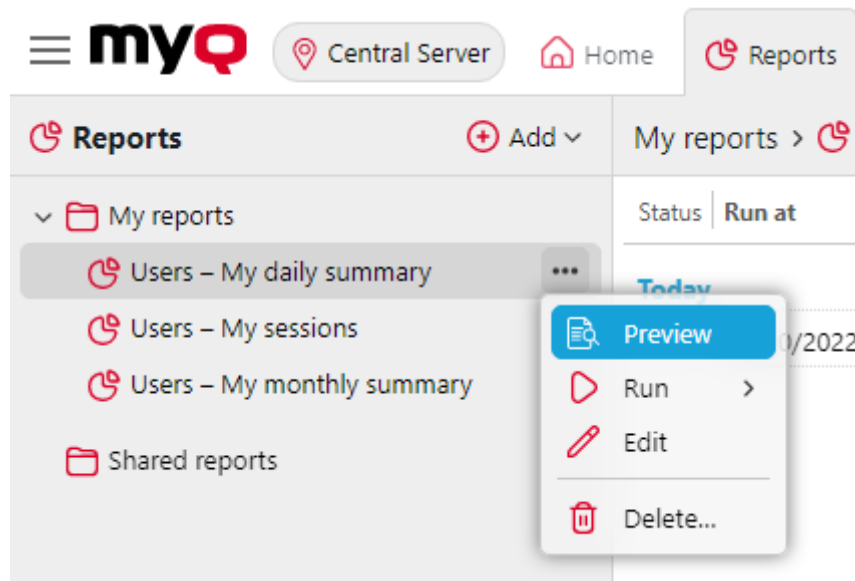 myQ Central Server Home Reports
Reports Add My reports >
My reports Status Run at
Users – My daily summary ••• Today
Preview
/2022
Users – My sessions
Run >
Users – My monthly summary
Edit
Shared reports
Delete...